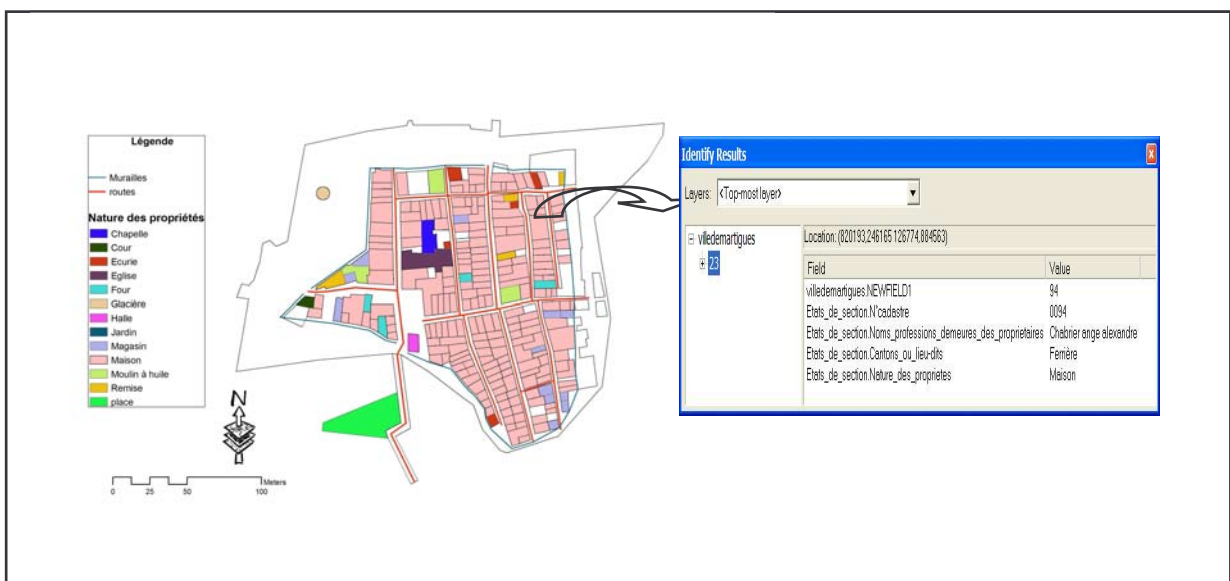 Légende
Murailles
routes
Nature des propriétés
Chapelle
Cour
Ecurie
Eglise
Four
Glacière
Halle
Jardin
Magasin
Maison
Moulin à huile
Remise
place
N
Meters
0 25 50 100
Identify Results
Layers: <Top-most layer>
villedemartigues
23
Location: (820193,246165 126774,884563)
Field Value
villedemartigues.NEWFIELD1 94
Etats_de_section.N°cadastre 0094
Etats_de_section.Noms_professions_demeures_des_proprietaires Chabrier ange alexandre
Etats_de_section.Cantons_ou_lieu-dits Ferrière
Etats_de_section.Nature_des_proprietes Maison